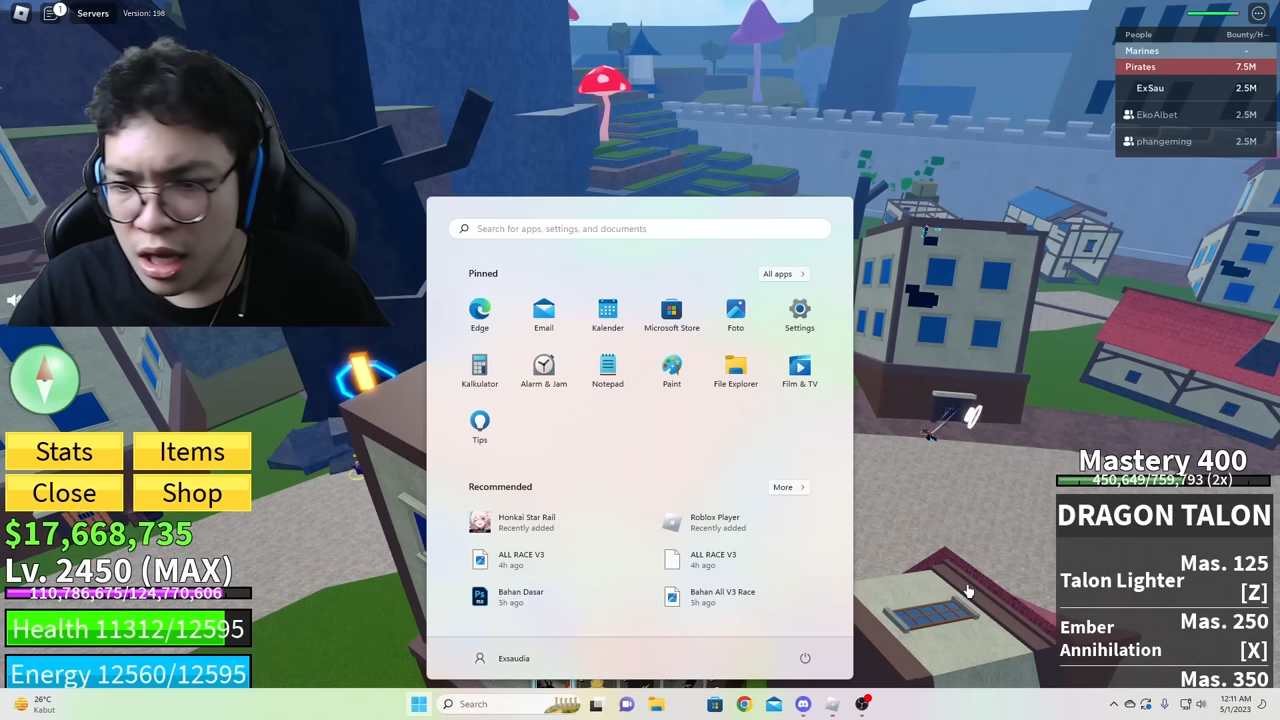 1
Servers
Version: 198
People
Bounty/H···
Marines
-
Pirates
7.5M
ExSau
2.5M
EkoAlbet
2.5M
phangeming
2.5M
Search for apps, settings, and documents
Pinned
All apps
Edge
Email
Kalender
Microsoft Store
Foto
Settings
Kalkulator
Alarm & Jam
Notepad
Paint
File Explorer
Film & TV
Tips
Recommended
More
Honkai Star Rail
Recently added
Roblox Player
Recently added
ALL RACE V3
4h ago
ALL RACE V3
4h ago
Bahan Dasar
5h ago
Bahan All V3 Race
5h ago
Exsaudia
Stats
Items
Close
Shop
$17,668,735
Lv. 2450 (MAX)
110,786,675/124,770,606
Health 11312/12595
Energy 12560/12595
Mastery 400
450,649/759,793 (2x)
DRAGON TALON
Mas. 125
Talon Lighter
[Z]
Mas. 250
Ember Annihilation
[X]
Mas. 350
26°C
Kabut
Search
12:11 AM
5/1/2023